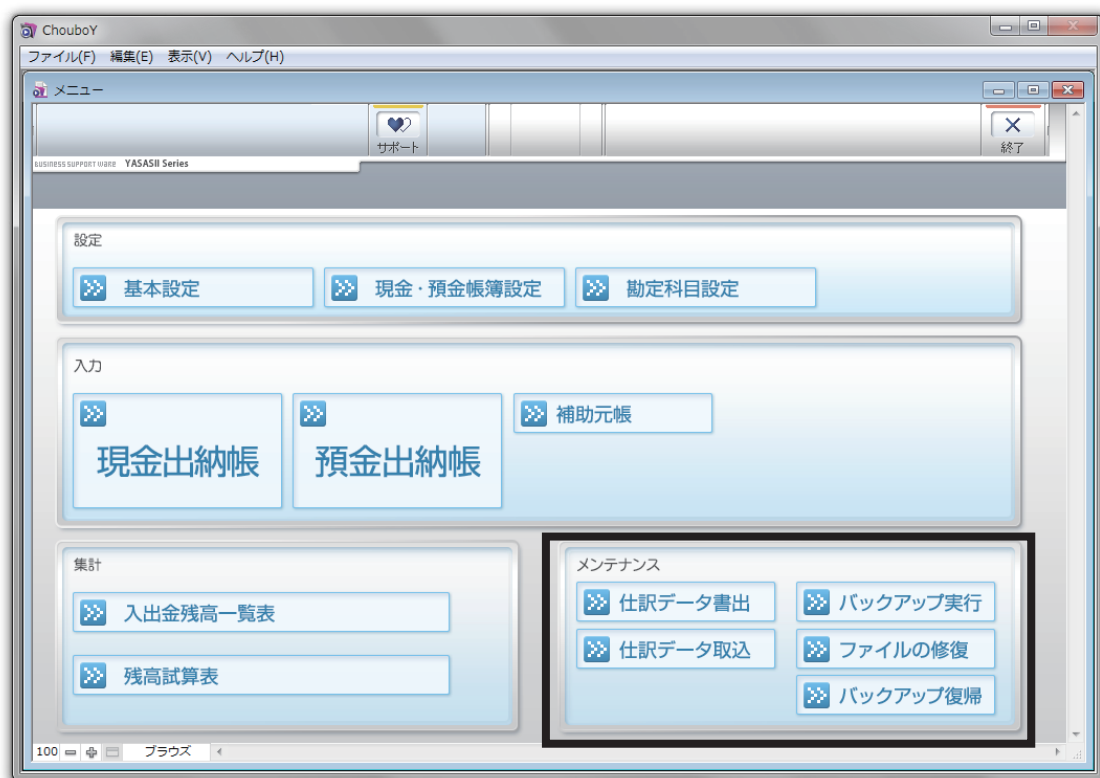 ChouboY
ファイル(F) 編集(E) 表示(V) ヘルプ(H)
メニュー
サポート
終了
BUSINESS SUPPORT WARE YASASII Series
設定
基本設定 現金・預金帳簿設定 勘定科目設定
入力
現金出納帳 預金出納帳 補助元帳
集計
入出金残高一覧表
残高試算表
メンテナンス
仕訳データ書出 バックアップ実行
仕訳データ取込 ファイルの修復
バックアップ復帰
100 ブラウズ